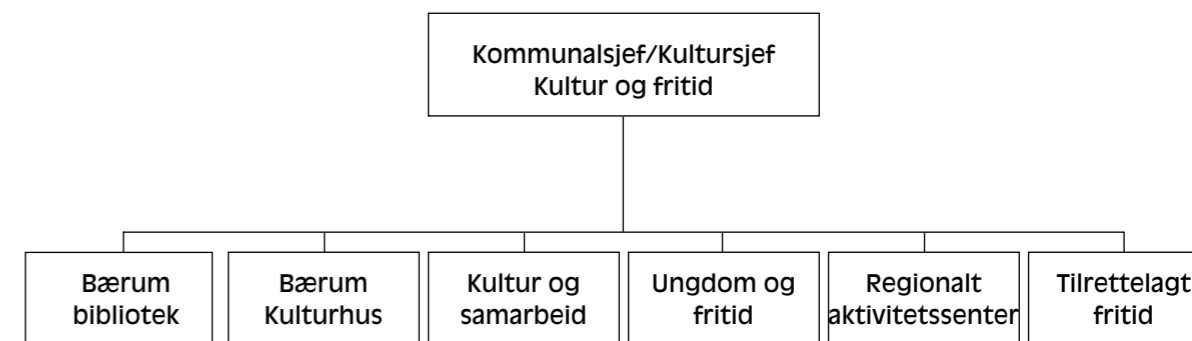 Kommunalsjef/Kultursjef
Kultur og fritid
Bærum
bibliotek
Bærum
Kulturhus
Kultur og
samarbeid
Ungdom og
fritid
Regionalt
aktivitetssenter
Tilrettelagt
fritid